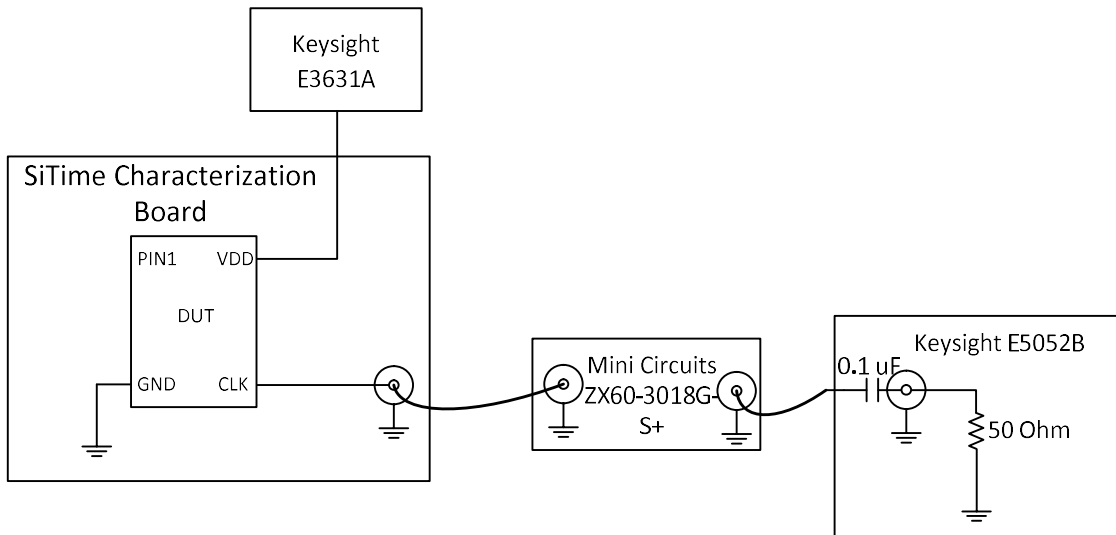 Keysight
E3631A
SiTime Characterization
Board
PIN1 VDD
DUT
GND CLK
Mini Circuits
ZX60-3018G-
S+
Keysight E5052B
0.1 uF
50 Ohm